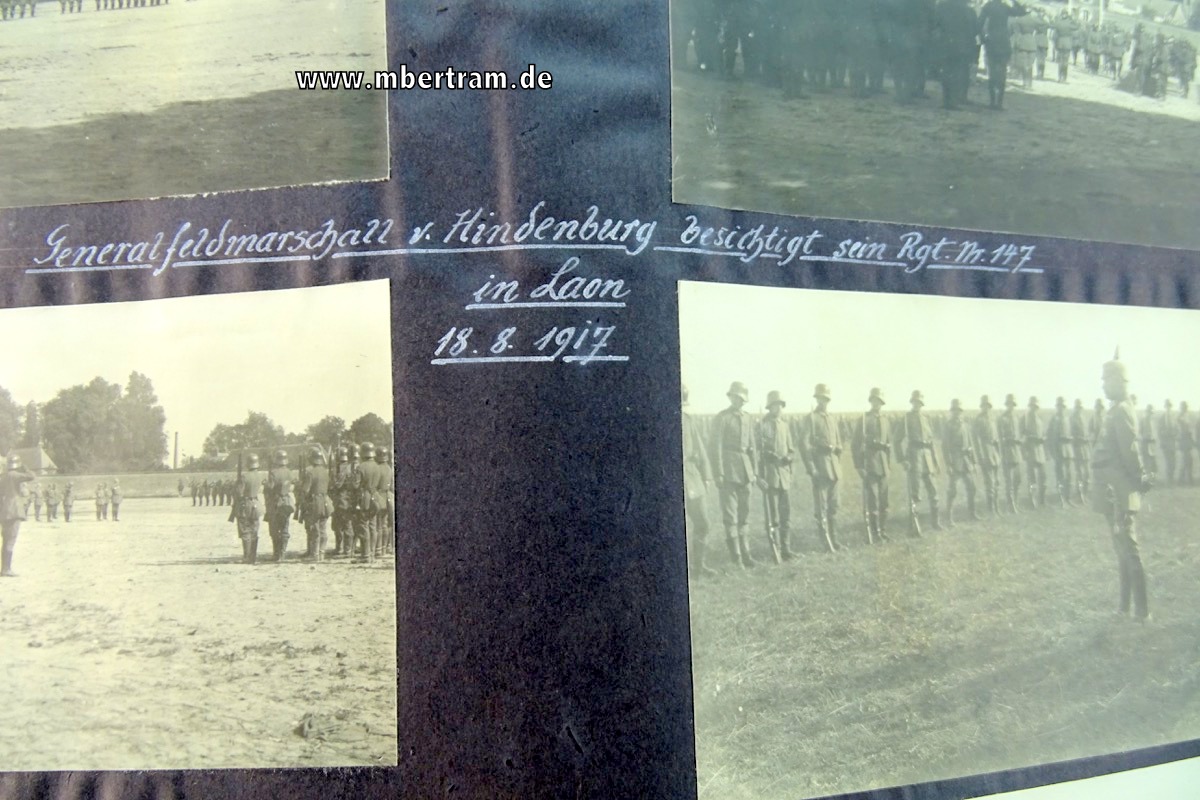 www.mbertram.de
Generalfeldmarschall v. Hindenburg besichtigt sein Rgt. Nr. 147
in Laon
18. 8. 1917